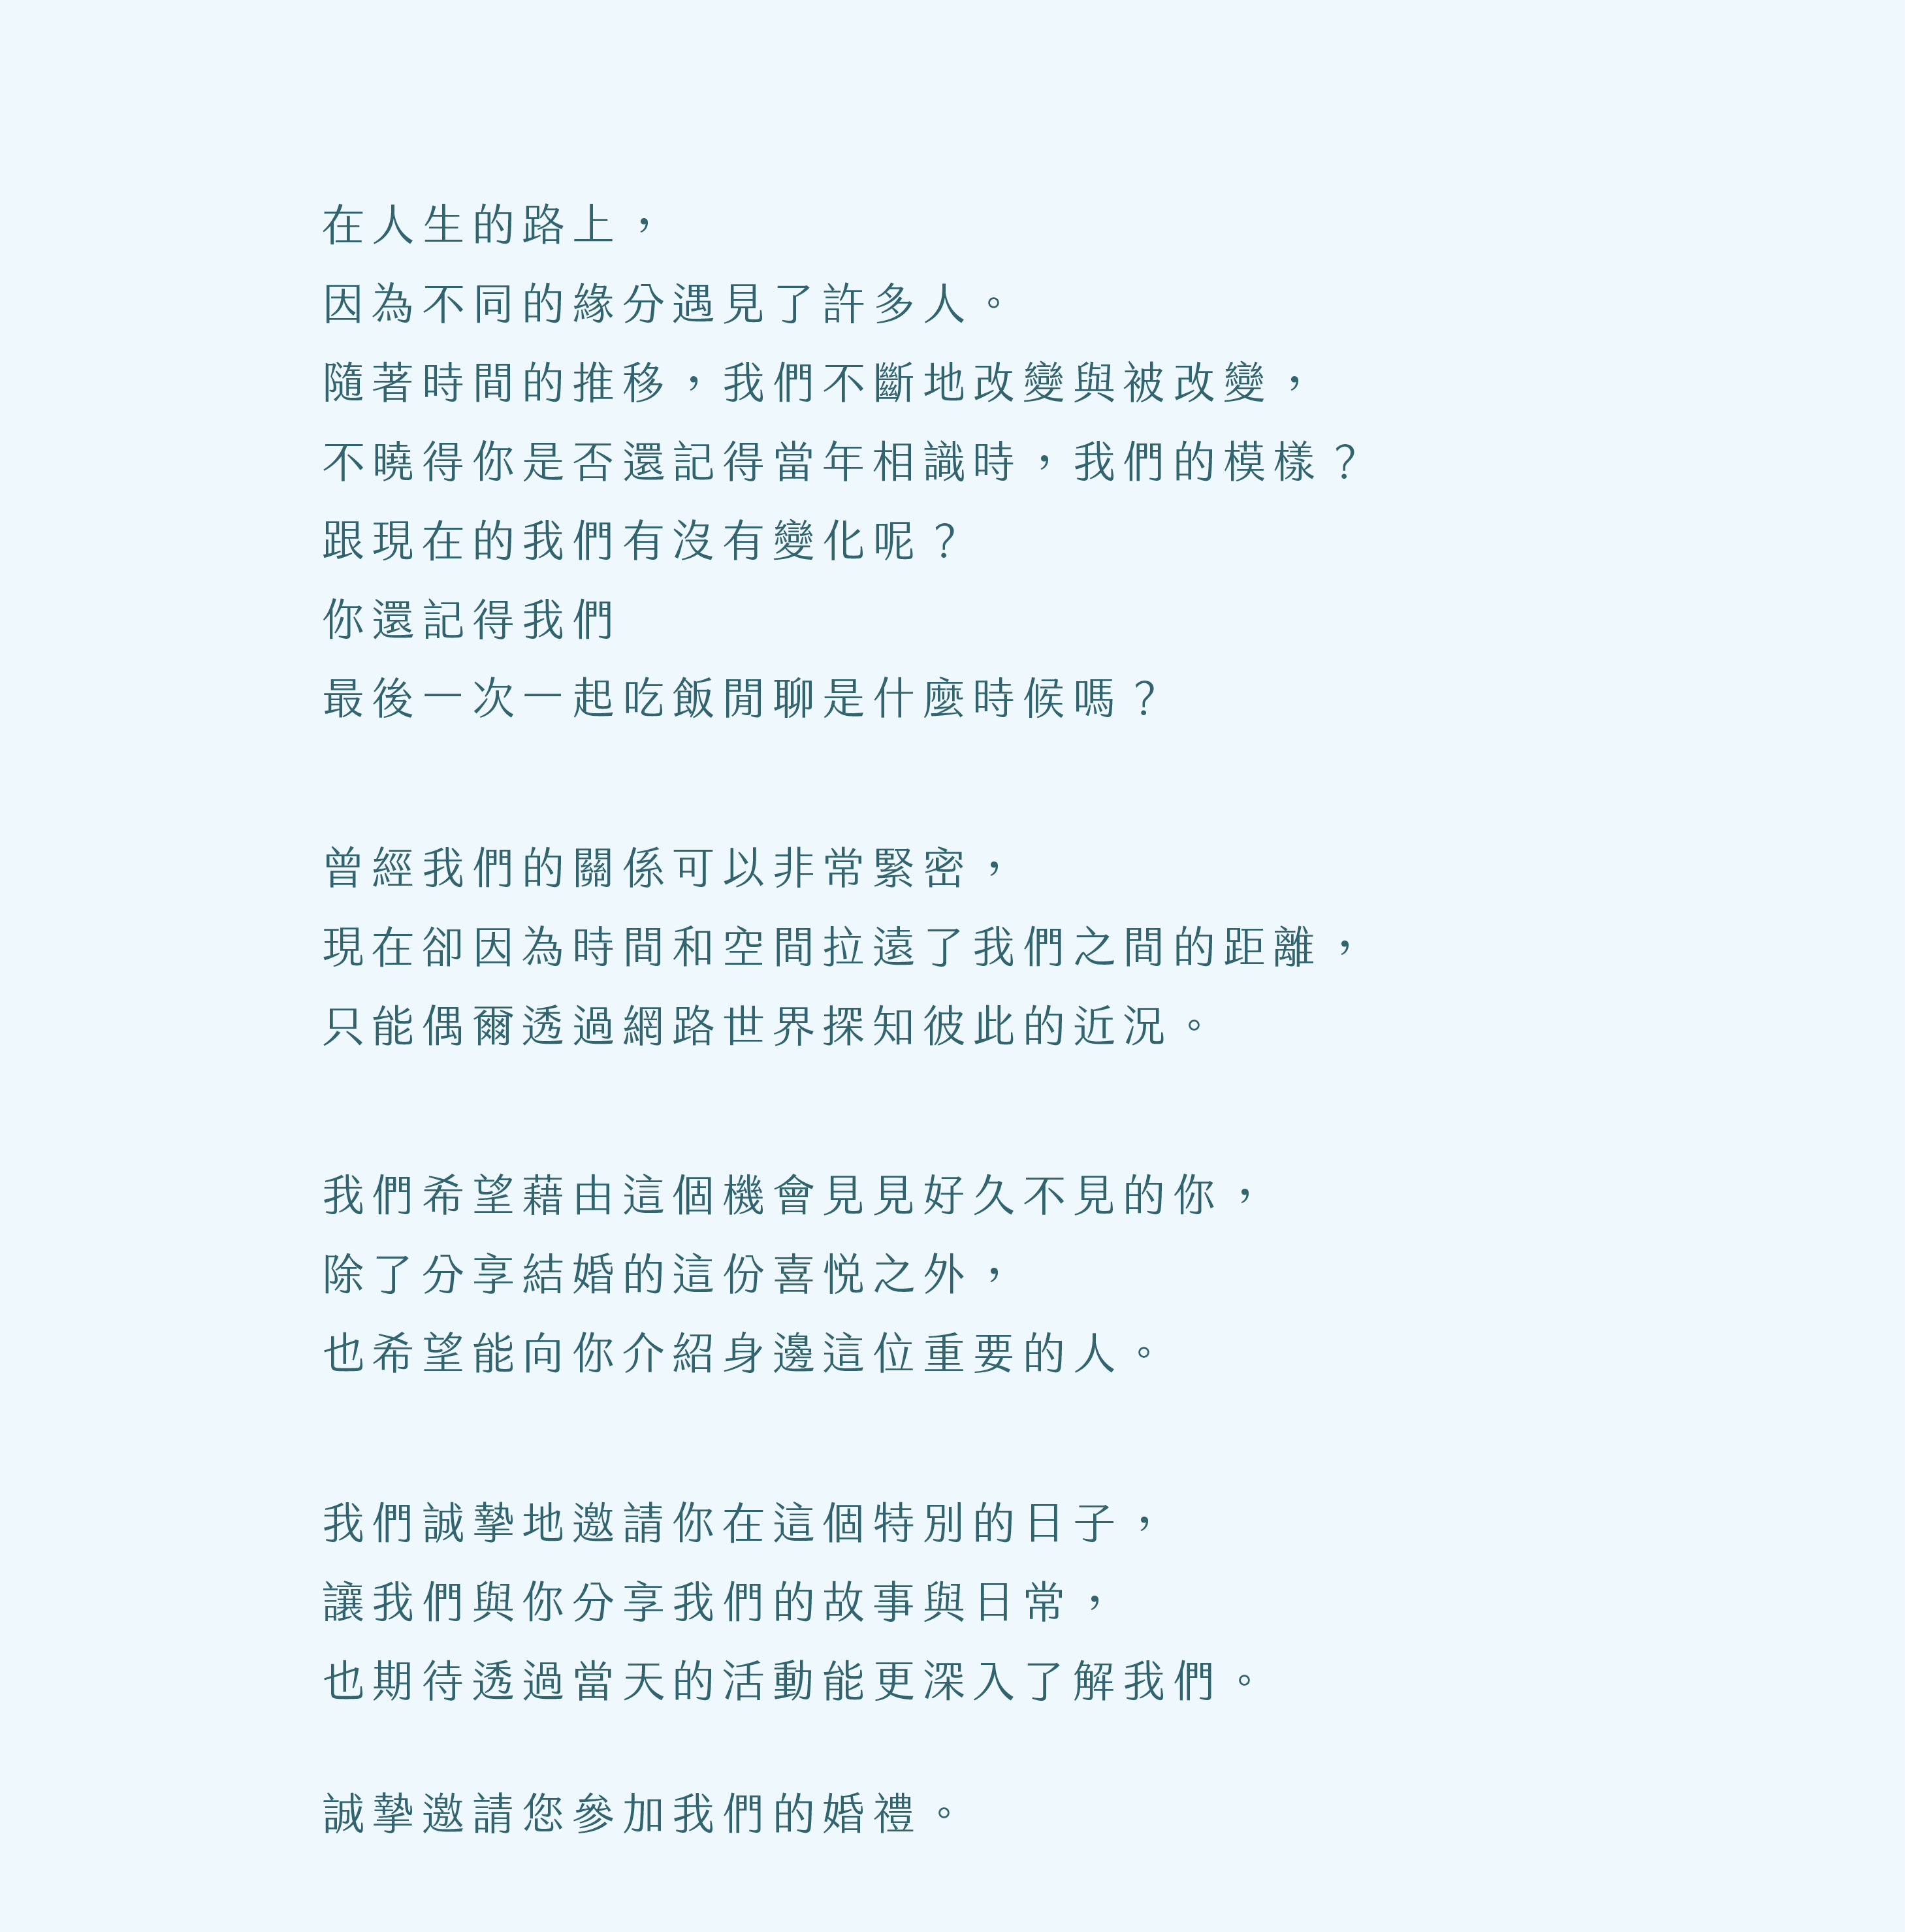 在人生的路上，
因為不同的緣分遇見了許多人。
隨著時間的推移，我們不斷地改變與被改變，
不曉得你是否還記得當年相識時，我們的模樣？
跟現在的我們有沒有變化呢？
你還記得我們
最後一次一起吃飯閒聊是什麼時候嗎？
曾經我們的關係可以非常緊密，
現在卻因為時間和空間拉遠了我們之間的距離，
只能偶爾透過網路世界探知彼此的近況。
我們希望藉由這個機會見見好久不見的你，
除了分享結婚的這份喜悅之外，
也希望能向你介紹身邊這位重要的人。
我們誠摯地邀請你在這個特別的日子，
讓我們與你分享我們的故事與日常，
也期待透過當天的活動能更深入了解我們。
誠摯邀請您參加我們的婚禮。